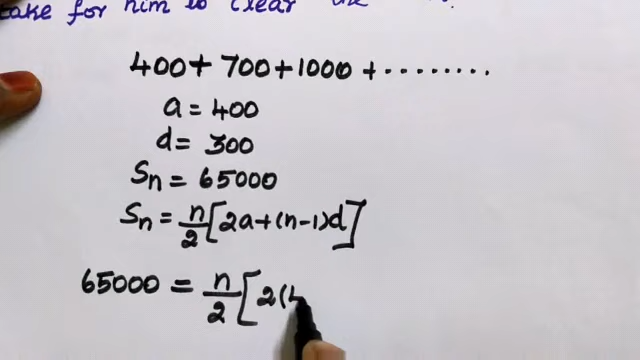 take for him to clear the
400 + 700 + 1000 + ........
a = 400
d = 300
Sn = 65000
Sn = n/2 [2a + (n-1)d]
65000 = n/2 [2(4